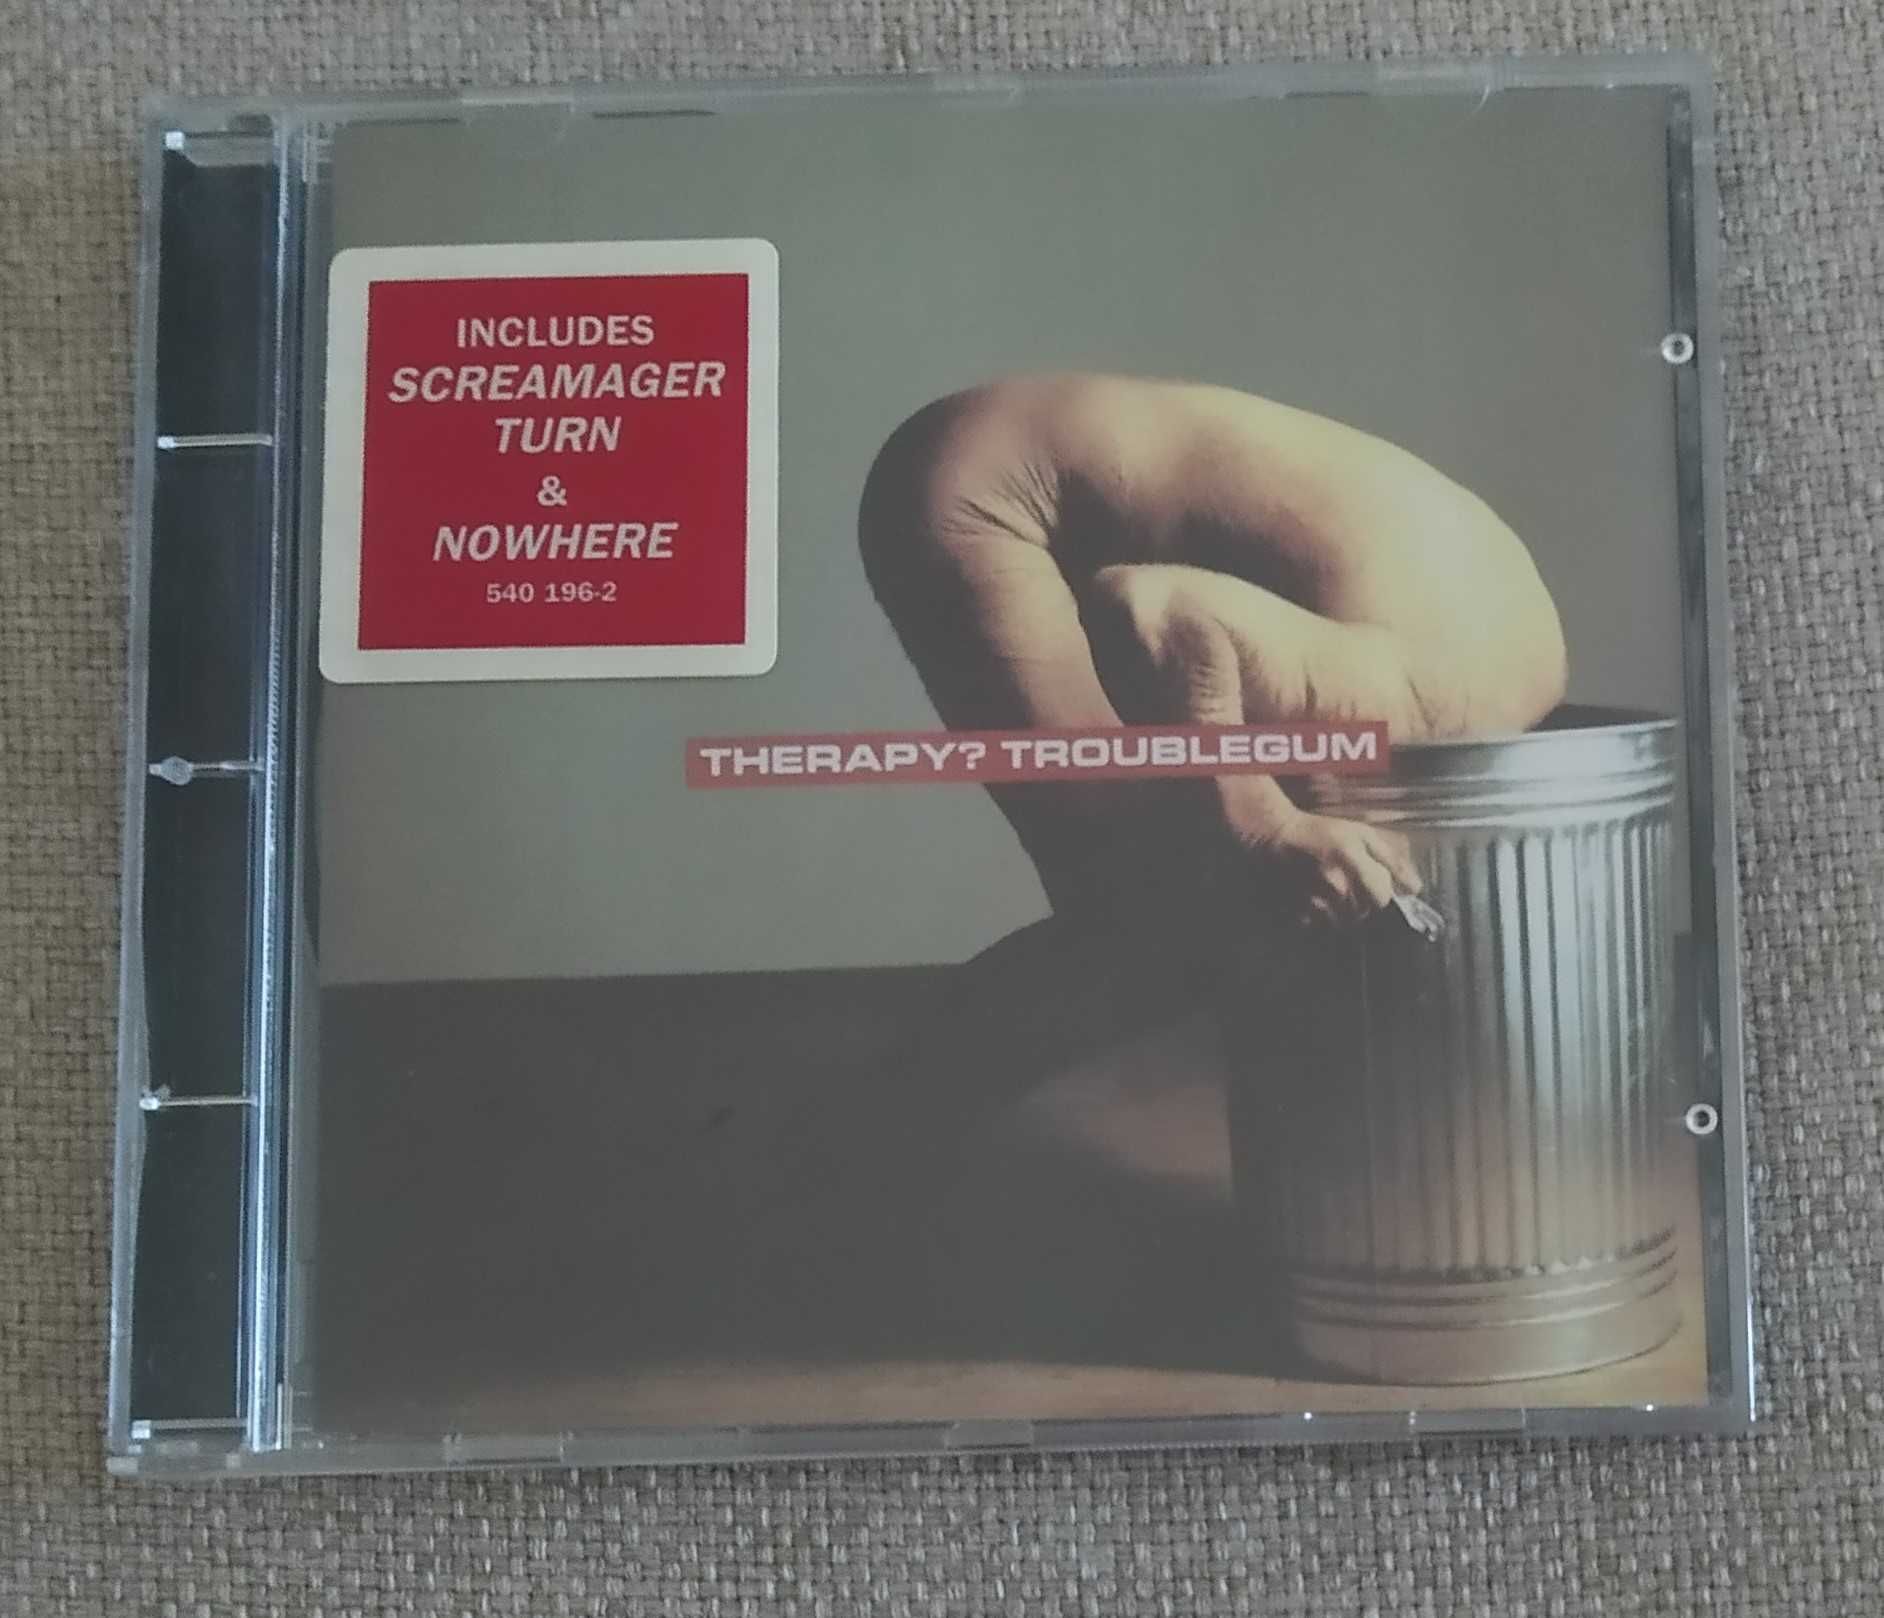 INCLUDES
SCREAMAGER
TURN
&
NOWHERE
540 196-2
THERAPY? TROUBLEGUM